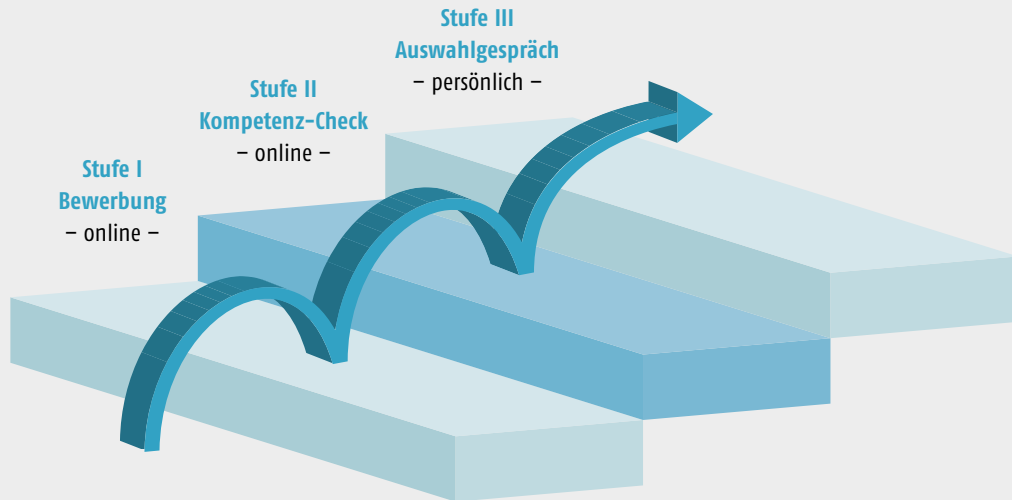 Stufe III
Auswahlgespräch
– persönlich –
Stufe II
Kompetenz-Check
– online –
Stufe I
Bewerbung
– online –